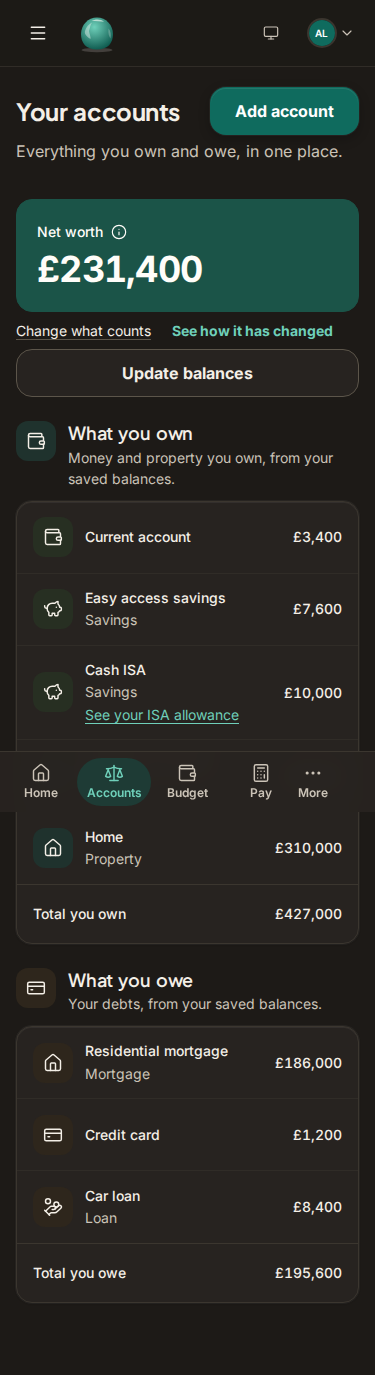 AL
Your accounts
Add account
Everything you own and owe, in one place.
Net worth
£231,400
Change what counts
See how it has changed
Update balances
What you own
Money and property you own, from your
saved balances.
Current account
£3,400
Easy access savings
Savings
£7,600
Cash ISA
Savings
£10,000
See your ISA allowance
Home
Accounts
Budget
Pay
More
Home
Property
£310,000
Total you own
£427,000
What you owe
Your debts, from your saved balances.
Residential mortgage
Mortgage
£186,000
Credit card
£1,200
Car loan
Loan
£8,400
Total you owe
£195,600